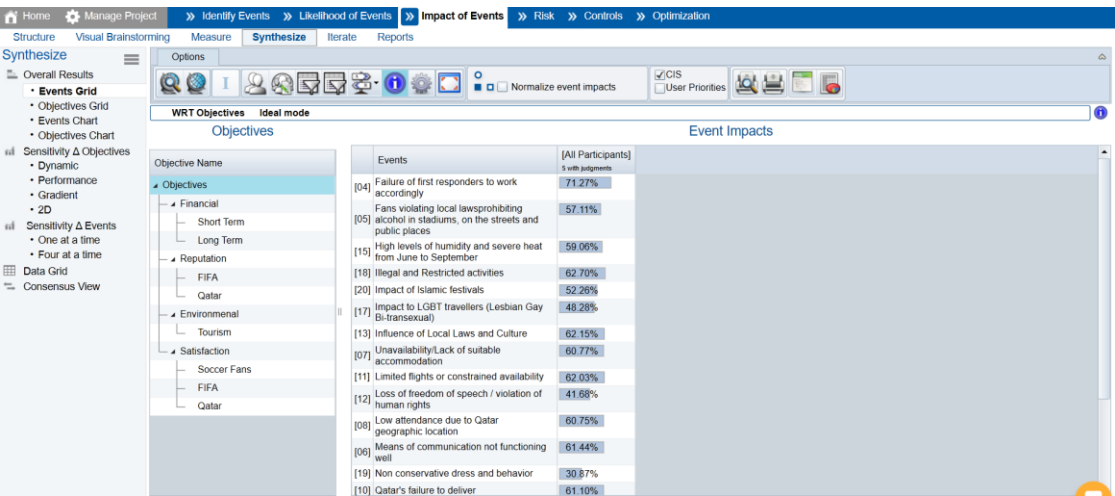 Home Manage Project Identify Events Likelihood of Events Impact of Events Risk Controls Optimization
Structure Visual Brainstorming Measure Synthesize Iterate Reports
Synthesize
Overall Results
Events Grid
Objectives Grid
Events Chart
Objectives Chart
Sensitivity Δ Objectives
Dynamic
Performance
Gradient
2D
Sensitivity Δ Events
One at a time
Four at a time
Data Grid
Consensus View
Options
Normalize event impacts
CIS
User Priorities
WRT Objectives Ideal mode
Objectives
Objective Name
Objectives
Financial
Short Term
Long Term
Reputation
FIFA
Qatar
Environmenal
Tourism
Satisfaction
Soccer Fans
FIFA
Qatar
Event Impacts
Events [All Participants]
5 with judgments
[04] Failure of first responders to work
accordingly 71.27%
Fans violating local lawsprohibiting
[05] alcohol in stadiums, on the streets and 57.11%
public places
[15] High levels of humidity and severe heat
from June to September 59.06%
[18] Illegal and Restricted activities 62.70%
[20] Impact of Islamic festivals 52.26%
[17] Impact to LGBT travellers (Lesbian Gay
Bi-transexual) 48.28%
[13] Influence of Local Laws and Culture 62.15%
[07] Unavailability/Lack of suitable
accommodation 60.77%
[11] Limited flights or constrained availability 62.03%
[12] Loss of freedom of speech / violation of
human rights 41.68%
[08] Low attendance due to Qatar
geographic location 60.75%
[06] Means of communication not functioning
well 61.44%
[19] Non conservative dress and behavior 30.87%
[10] Qatar's failure to deliver 61.10%